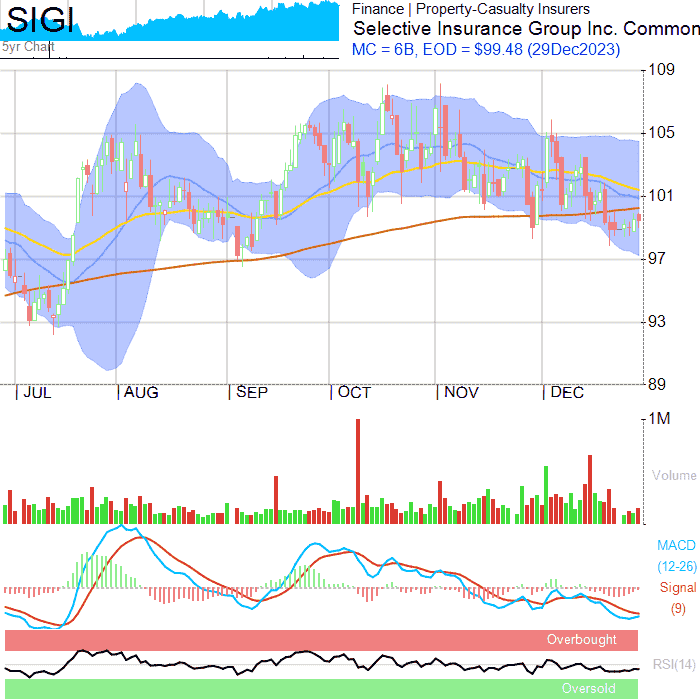 SIGI
5yr Chart
Finance | Property-Casualty Insurers
Selective Insurance Group Inc. Common
MC = 6B, EOD = $99.48 (29Dec2023)
109
105
101
97
93
89
JUL AUG SEP OCT NOV DEC
1M
Volume
MACD
(12-26)
Signal
(9)
Overbought
RSI(14)
Oversold